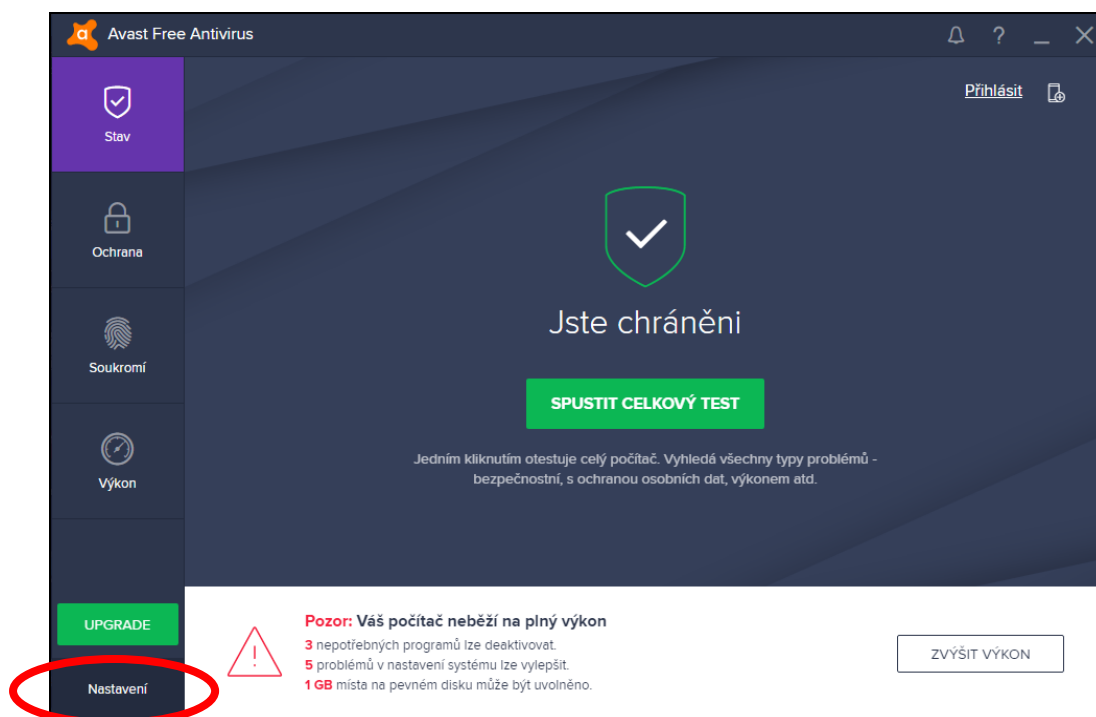 Avast Free Antivirus
?
Přihlásit
Stav
Ochrana
Soukromí
Výkon
UPGRADE
Nastavení
Jste chráněni
SPUSTIT CELKOVÝ TEST
Jedním kliknutím otestuje celý počítač. Vyhledá všechny typy problémů -
bezpečnostní, s ochranou osobních dat, výkonem atd.
Pozor: Váš počítač neběží na plný výkon
3 nepotřebných programů lze deaktivovat.
5 problémů v nastavení systému lze vylepšit.
1 GB místa na pevném disku může být uvolněno.
ZVÝŠIT VÝKON